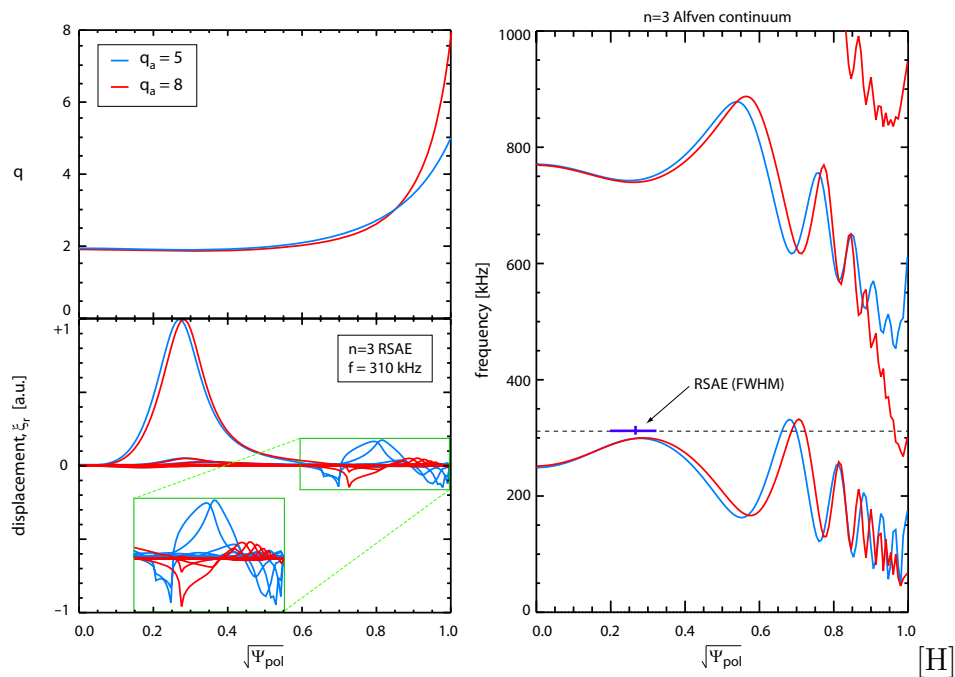 8
6
4
2
0
q
q_a = 5
q_a = 8
+1
0
−1
displacement, ξ_r [a.u.]
n=3 RSAE
f = 310 kHz
0.0 0.2 0.4 0.6 0.8 1.0
√Ψ_pol
n=3 Alfven continuum
1000
800
600
400
200
0
frequency [kHz]
RSAE (FWHM)
0.0 0.2 0.4 0.6 0.8 1.0
√Ψ_pol
[H]